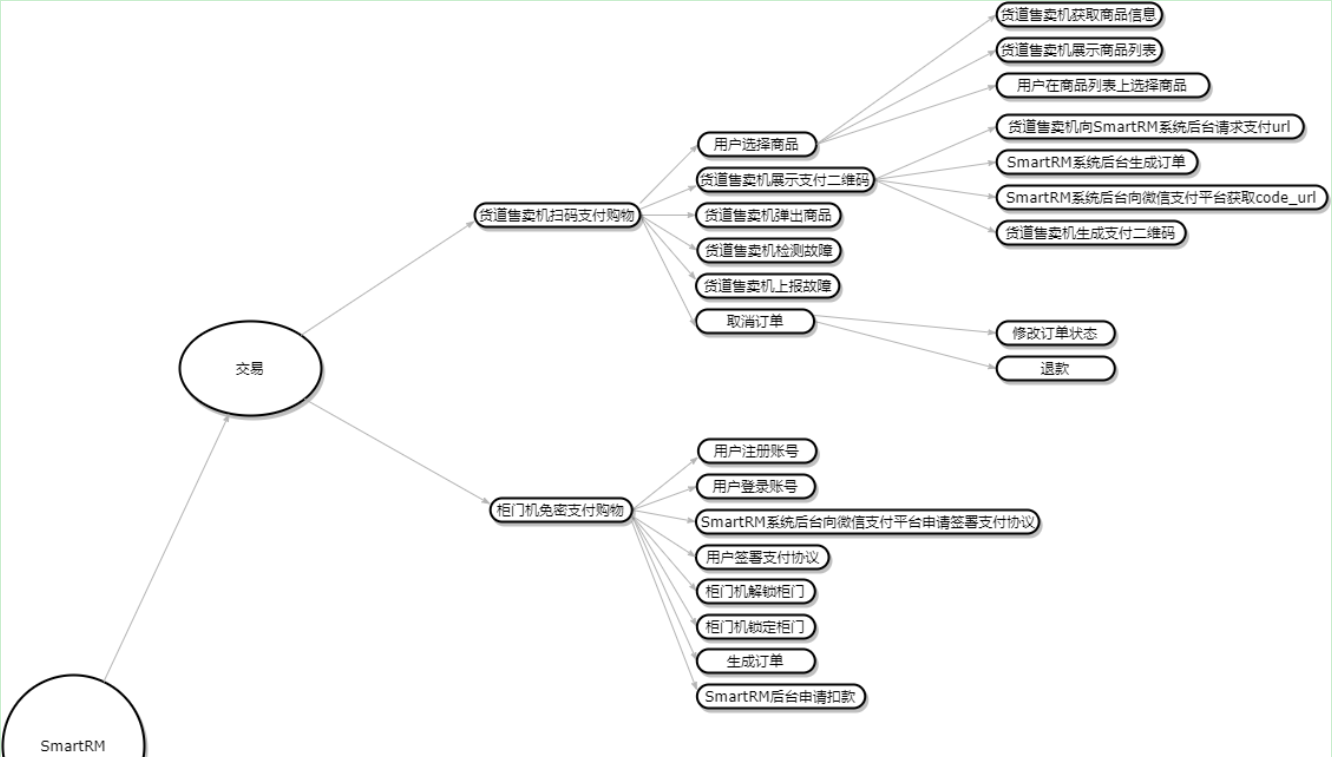 货道售卖机获取商品信息
货道售卖机展示商品列表
用户在商品列表上选择商品
货道售卖机向SmartRM系统后台请求支付url
用户选择商品
SmartRM系统后台生成订单
货道售卖机展示支付二维码
SmartRM系统后台向微信支付平台获取code_url
货道售卖机扫码支付购物
货道售卖机弹出商品
货道售卖机生成支付二维码
货道售卖机检测故障
货道售卖机上报故障
取消订单
修改订单状态
交易
退款
用户注册账号
用户登录账号
柜门机免密支付购物
SmartRM系统后台向微信支付平台申请签署支付协议
用户签署支付协议
柜门机解锁柜门
柜门机锁定柜门
生成订单
SmartRM后台申请扣款
SmartRM